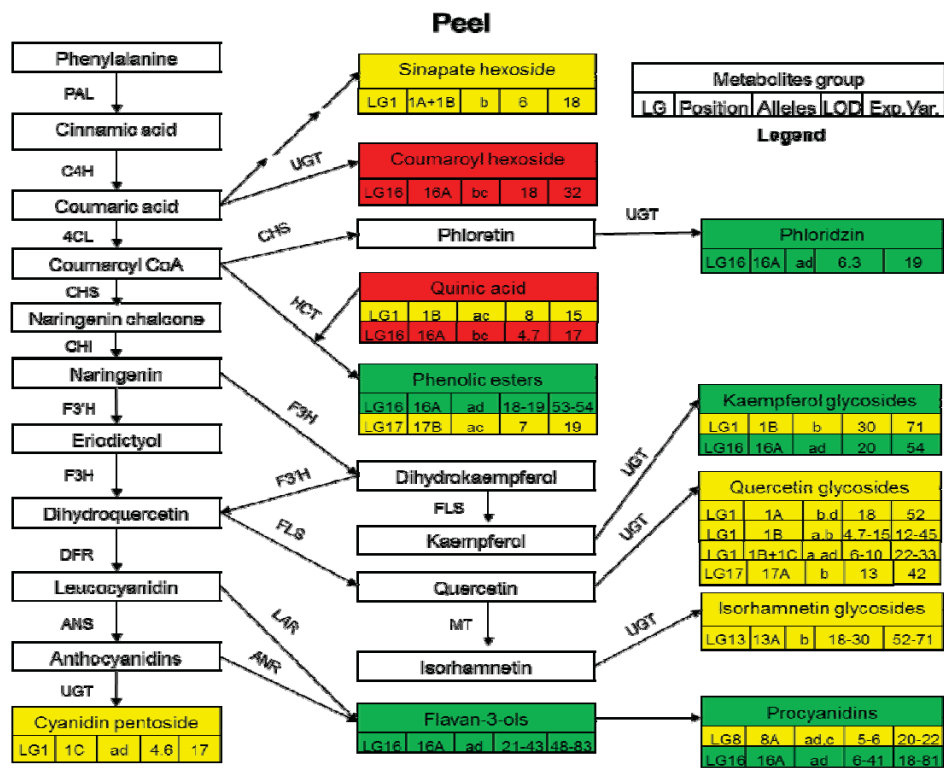 Peel
Phenylalanine
PAL
Cinnamic acid
C4H
Coumaric acid
4CL
Coumaroyl CoA
CHS
Naringenin chalcone
CHI
Naringenin
F3'H
Eriodictyol
F3H
Dihydroquercetin
DFR
Leucocyanidin
ANS
Anthocyanidins
UGT
Cyanidin pentoside
LG1 1C ad 4.6 17
Sinapate hexoside
LG1 1A+1B b 6 18
UGT
Coumaroyl hexoside
LG16 16A bc 18 32
CHS
Phloretin
HCT
Quinic acid
LG1 1B ac 8 15
LG16 16A bc 4.7 17
Phenolic esters
LG16 16A ad 18-19 53-54
LG17 17B ac 7 19
F3H
F3'H
Dihydrokaempferol
FLS
FLS
Kaempferol
Quercetin
MT
Isorhamnetin
LAR
ANR
Flavan-3-ols
LG16 16A ad 21-43 48-83
Metabolites group
LG Position Alleles LOD Exp.Var.
Legend
UGT
Phloridzin
LG16 16A ad 6.3 19
UGT
Kaempferol glycosides
LG1 1B b 30 71
LG16 16A ad 20 54
UGT
Quercetin glycosides
LG1 1A b.d 18 52
LG1 1B a.b 4.7-15 12-45
LG1 1B+1C a,ad 6-10 22-33
LG17 17A b 13 42
UGT
Isorhamnetin glycosides
LG13 13A b 18-30 52-71
Procyanidins
LG8 8A ad,c 5-6 20-22
LG16 16A ad 6-41 18-81